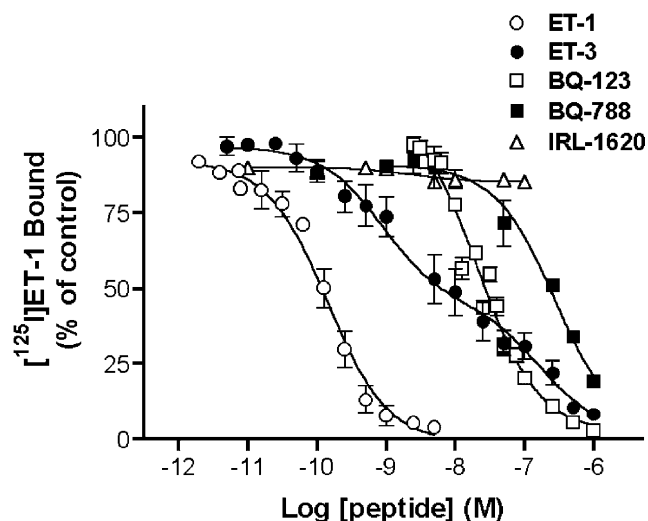 ET-1
ET-3
BQ-123
BQ-788
IRL-1620
[¹²⁵I]ET-1 Bound
(% of control)
100
75
50
25
0
-12 -11 -10 -9 -8 -7 -6
Log [peptide] (M)